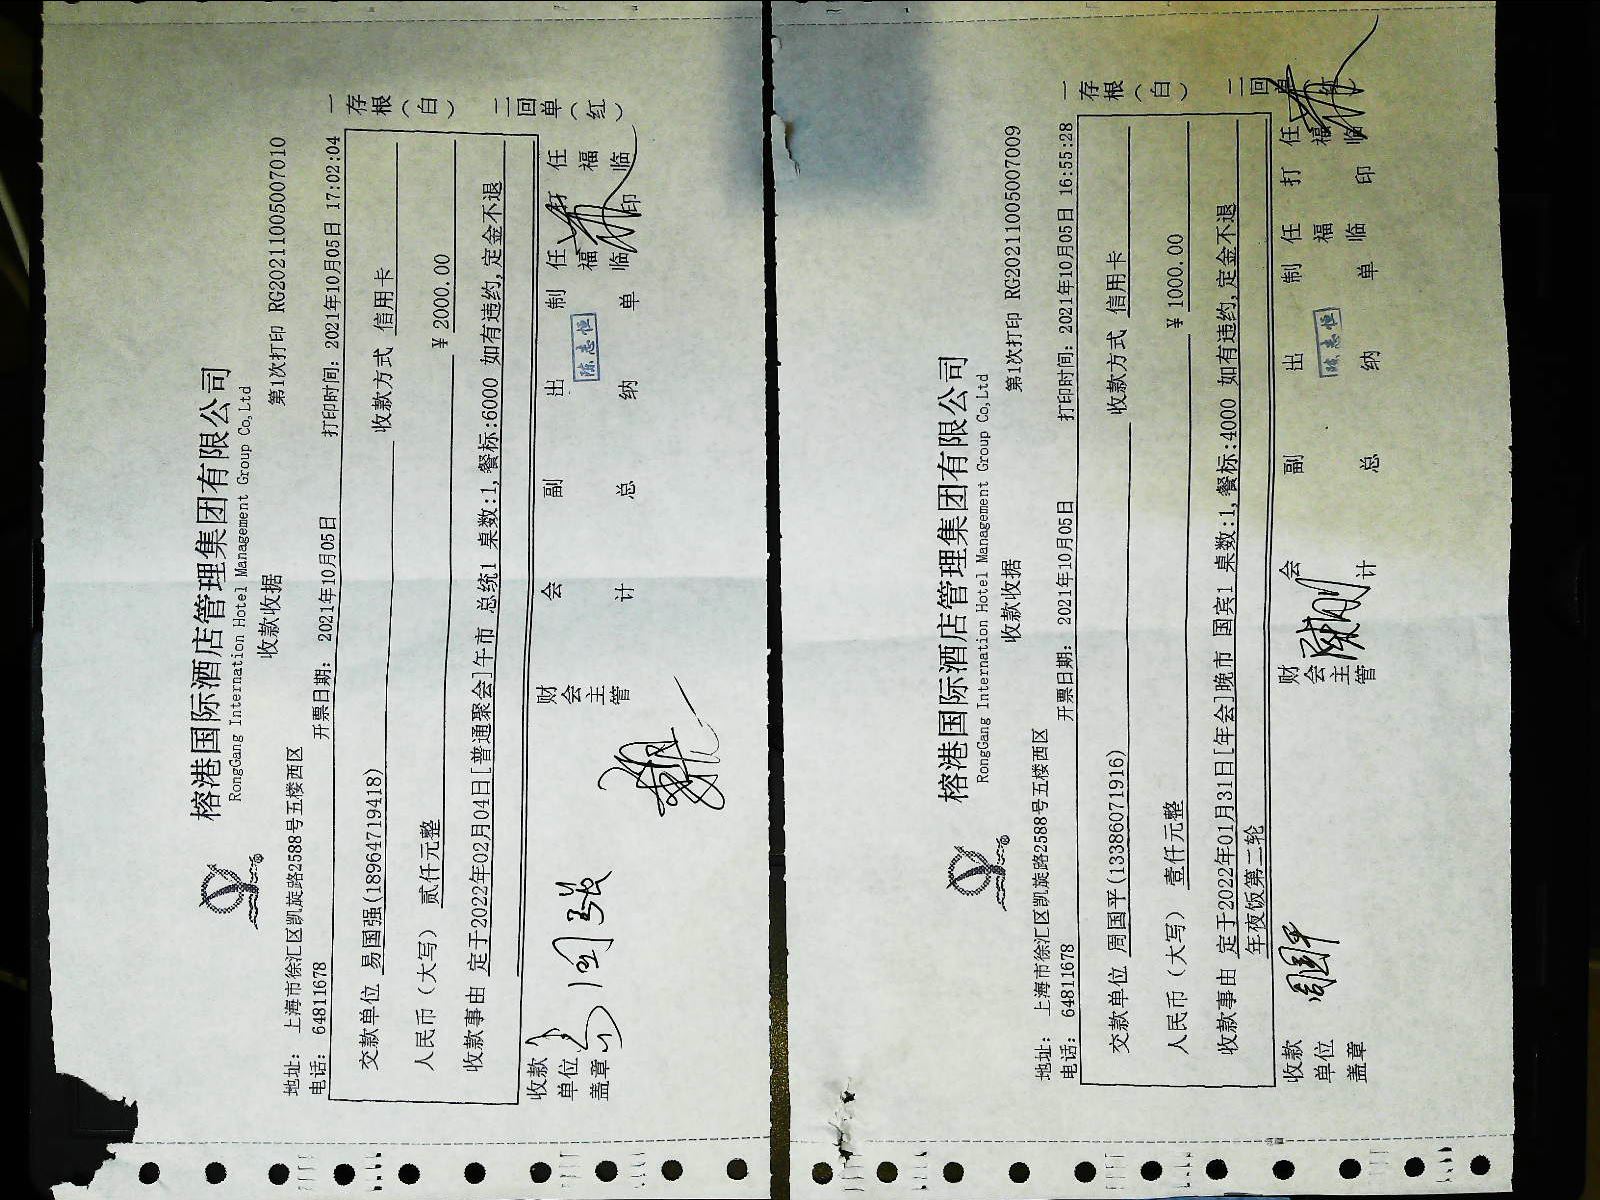 榕港国际酒店管理集团有限公司
RongGang International Hotel Management Group Co,Ltd
收款收据
第1次打印 RG20211005007010
地址: 上海市徐汇区凯旋路2588号五楼西区
电话: 64811678 开票日期: 2021年10月05日 打印时间: 2021年10月05日 17:02:04
交款单位 易国强(18964719418) 收款方式 信用卡
人民币（大写） 贰仟元整 ¥ 2000.00
收款事由 定于2022年02月04日[普通聚会]午市 总统1 桌数:1,餐标:6000 如有违约,定金不退
一存根（白） 二回单（红）
收款单位盖章 财会主管 会计 副总 出纳 制单 任福临 打印 任福临
易国强
陈志恒
榕港国际酒店管理集团有限公司
RongGang International Hotel Management Group Co,Ltd
收款收据
第1次打印 RG20211005007009
地址: 上海市徐汇区凯旋路2588号五楼西区
电话: 64811678 开票日期: 2021年10月05日 打印时间: 2021年10月05日 16:55:28
交款单位 周国平(13386071916) 收款方式 信用卡
人民币（大写） 壹仟元整 ¥ 1000.00
收款事由 定于2022年01月31日[年会]晚市 国宾1 桌数:1,餐标:4000 如有违约,定金不退
年夜饭第二轮
一存根（白） 二回单
收款单位盖章 财会主管 会计 副总 出纳 制单 任福临 打印 任福临
周国平
陈志恒